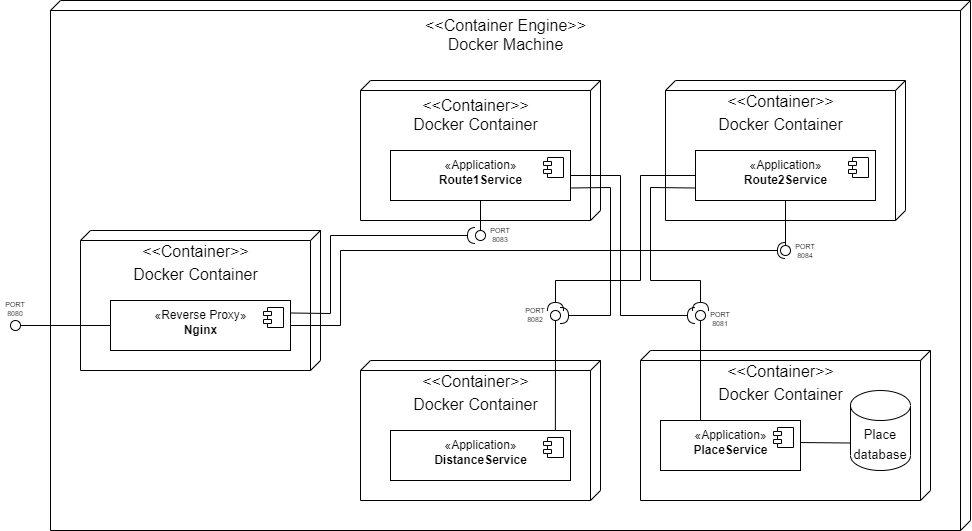 <<Container Engine>>
Docker Machine
<<Container>>
Docker Container
«Application»
Route1Service
PORT
8083
<<Container>>
Docker Container
«Application»
Route2Service
PORT
8084
<<Container>>
Docker Container
«Reverse Proxy»
Nginx
PORT
8080
PORT
8082
PORT
8081
<<Container>>
Docker Container
«Application»
DistanceService
<<Container>>
Docker Container
«Application»
PlaceService
Place
database